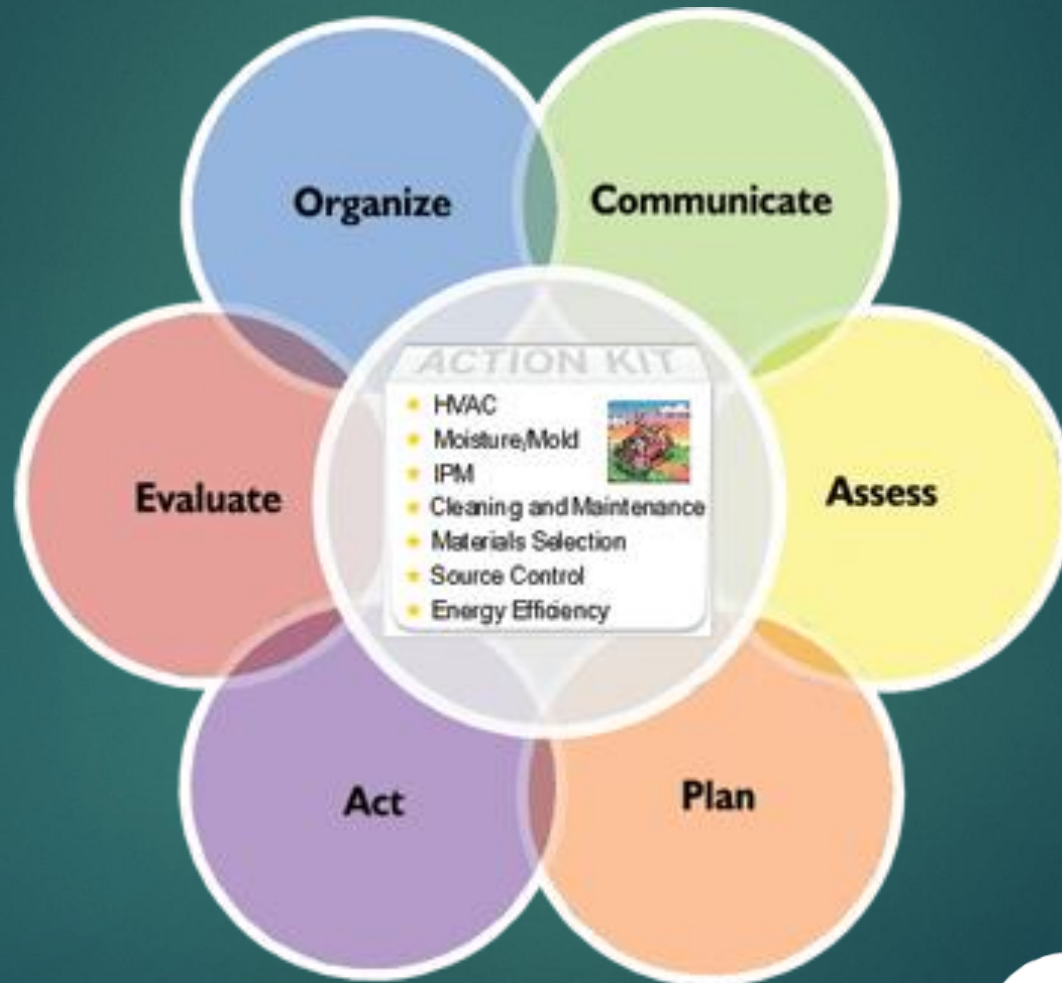 Organize
Communicate
ACTION KIT
HVAC
Moisture/Mold
IPM
Cleaning and Maintenance
Materials Selection
Source Control
Energy Efficiency
Evaluate
Assess
Act
Plan